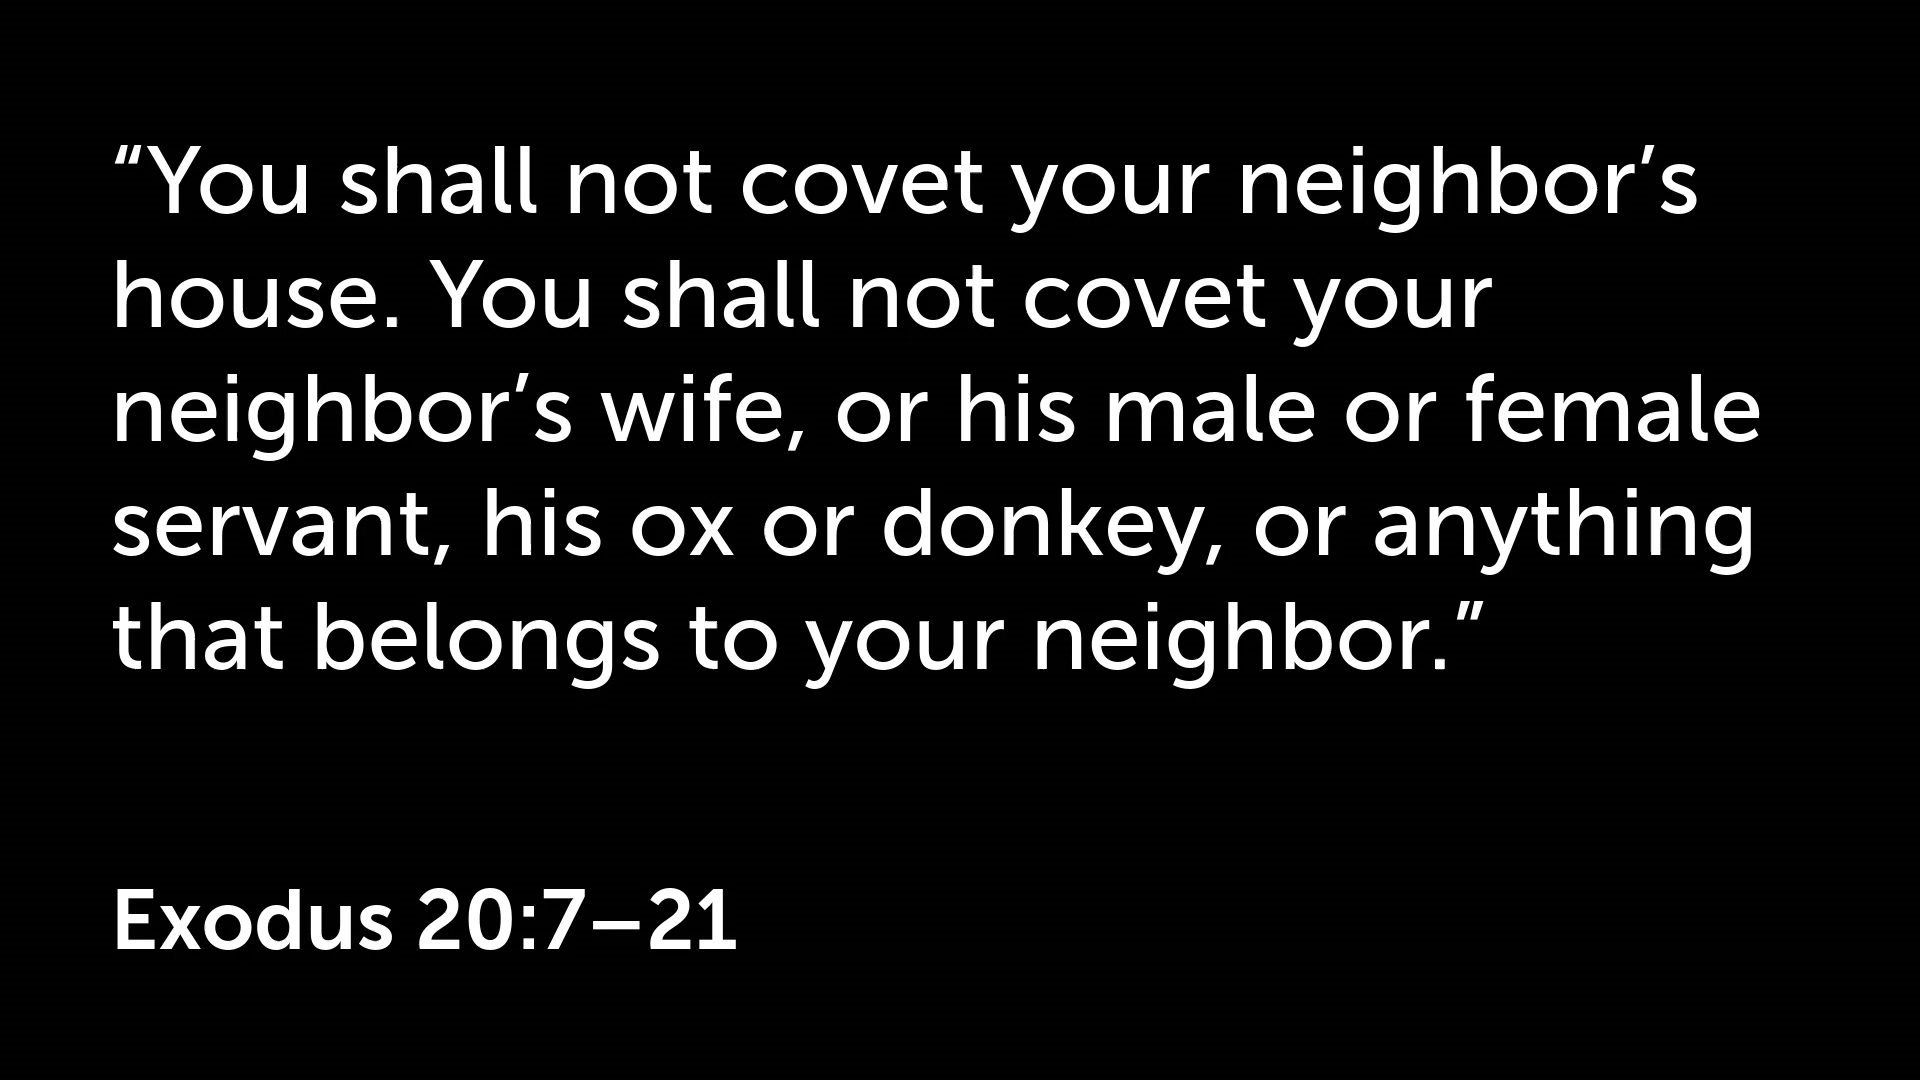 “You shall not covet your neighbor’s
house. You shall not covet your
neighbor’s wife, or his male or female
servant, his ox or donkey, or anything
that belongs to your neighbor.”
Exodus 20:7–21